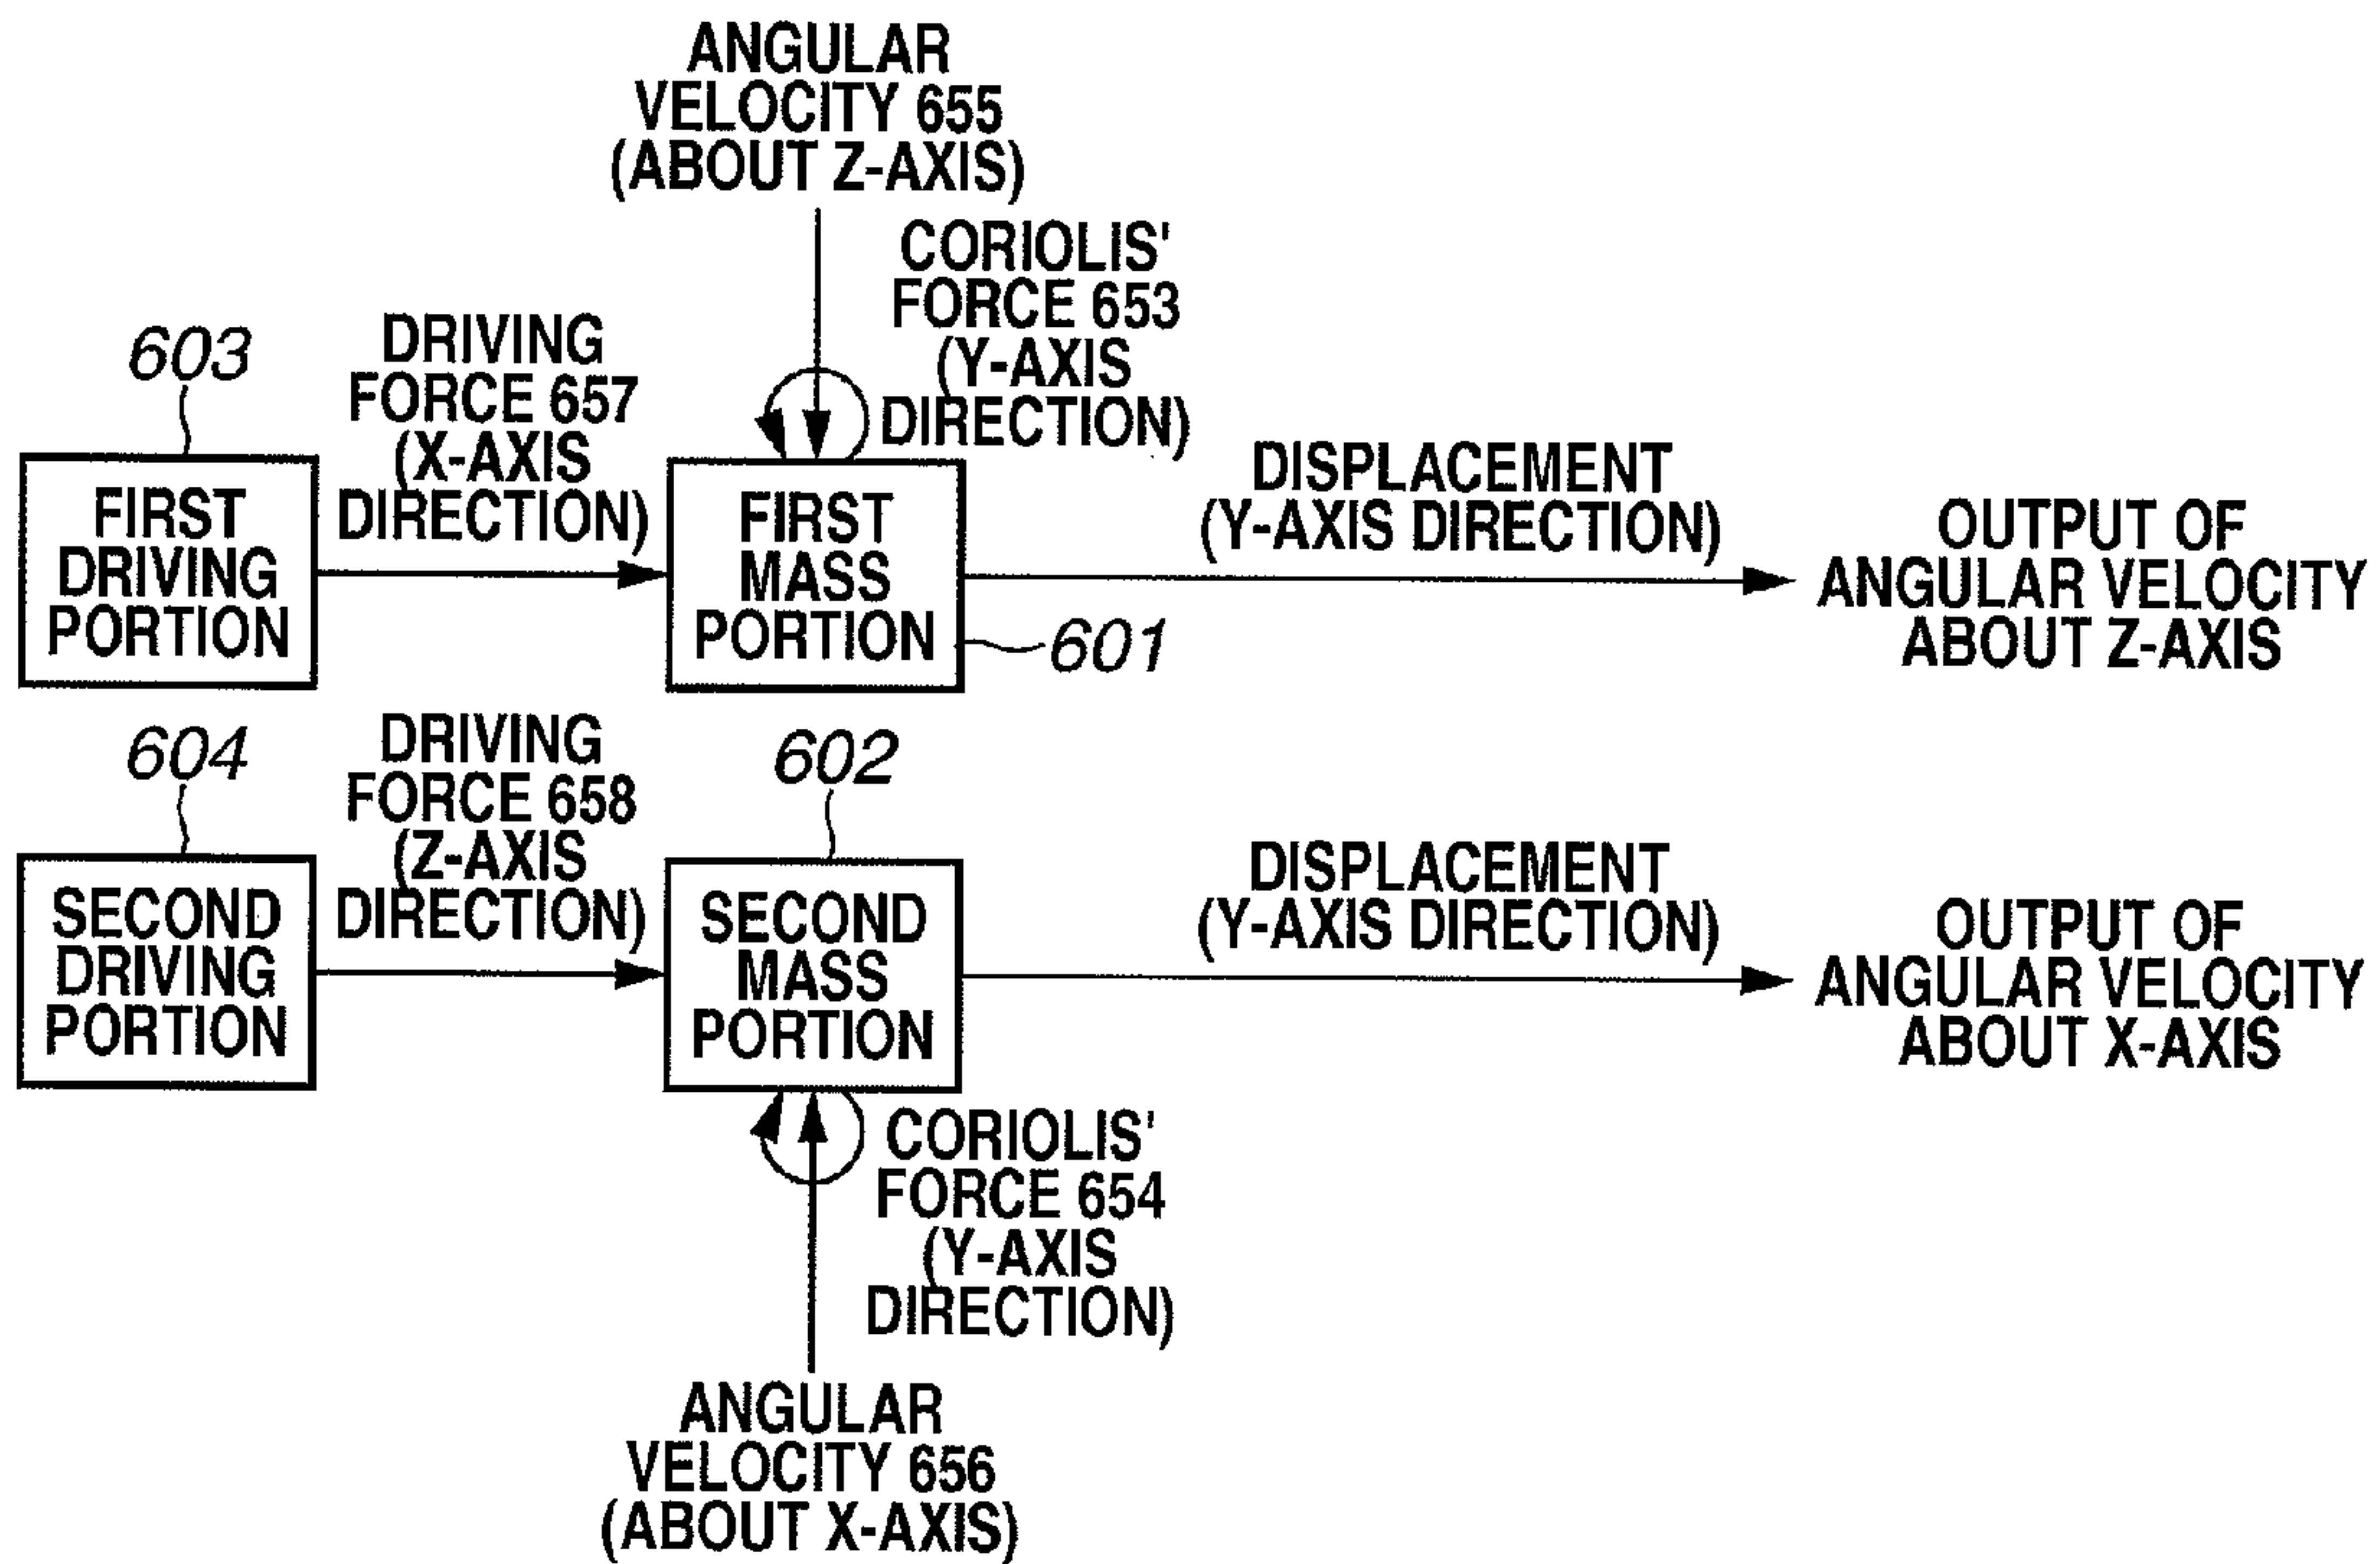 ANGULAR
VELOCITY 655
(ABOUT Z-AXIS)
CORIOLIS'
FORCE 653
(Y-AXIS
DIRECTION)
603
DRIVING
FORCE 657
(X-AXIS
DIRECTION)
FIRST
DRIVING
PORTION
FIRST
MASS
PORTION
601
DISPLACEMENT
(Y-AXIS DIRECTION)
OUTPUT OF
ANGULAR VELOCITY
ABOUT Z-AXIS
604
DRIVING
FORCE 658
(Z-AXIS
DIRECTION)
602
SECOND
DRIVING
PORTION
SECOND
MASS
PORTION
DISPLACEMENT
(Y-AXIS DIRECTION)
OUTPUT OF
ANGULAR VELOCITY
ABOUT X-AXIS
CORIOLIS'
FORCE 654
(Y-AXIS
DIRECTION)
ANGULAR
VELOCITY 656
(ABOUT X-AXIS)